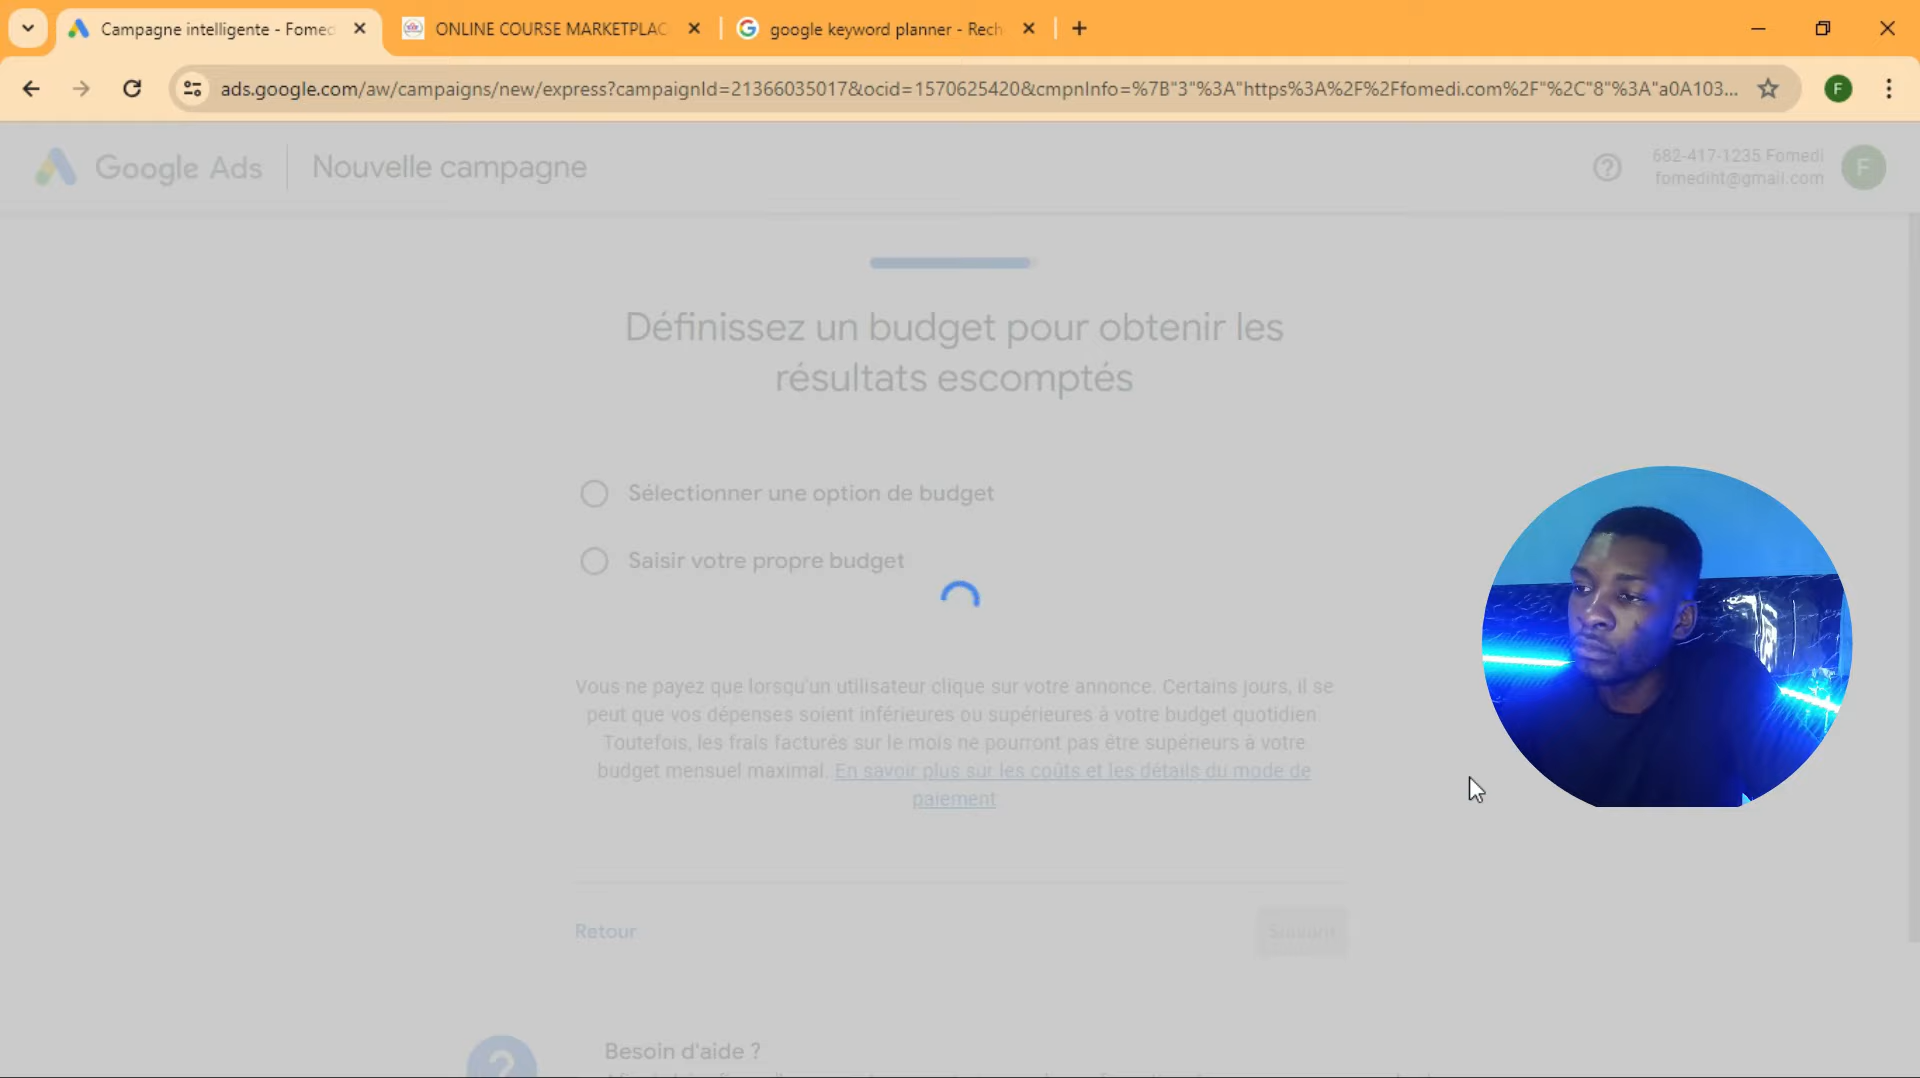 Campagne intelligente - Fomed
ONLINE COURSE MARKETPLAC
google keyword planner - Rech
ads.google.com/aw/campaigns/new/express?campaignId=21366035017&ocid=1570625420&cmpnInfo=%7B"3"%3A"https%3A%2F%2Ffomedi.com%2F"%2C"8"%3A"a0A103...
F
Google Ads
Nouvelle campagne
682-417-1235 Fomedi
fomediht@gmail.com
F
Définissez un budget pour obtenir les
résultats escomptés
Sélectionner une option de budget
Saisir votre propre budget
Vous ne payez que lorsqu'un utilisateur clique sur votre annonce. Certains jours, il se
peut que vos dépenses soient inférieures ou supérieures à votre budget quotidien
Toutefois, les frais facturés sur le mois ne pourront pas être supérieurs à votre
budget mensuel maximal. En savoir plus sur les coûts et les détails du mode de
paiement
Retour
Suivant
?
Besoin d'aide ?